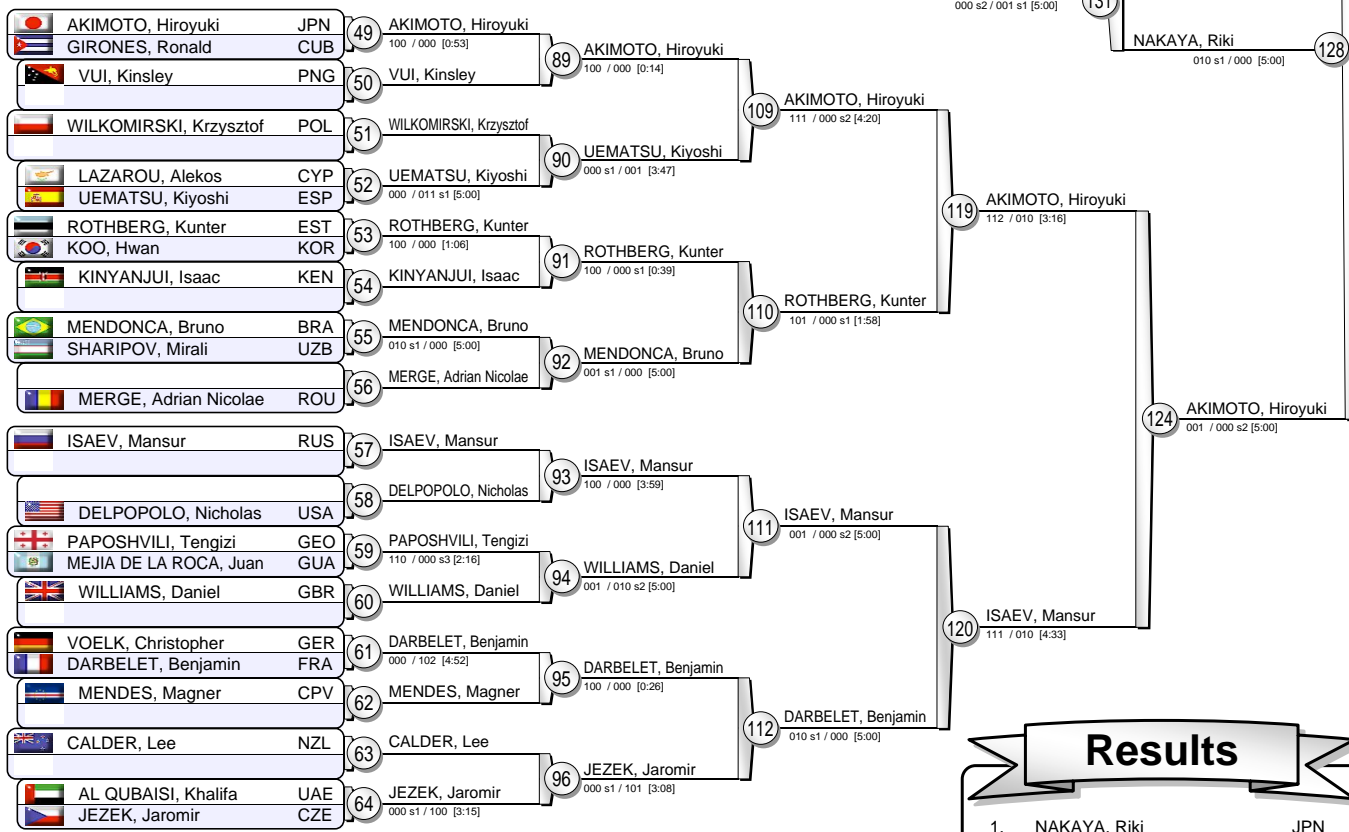 000 s2 / 001 s1 [5:00]
131
NAKAYA, Riki
010 s1 / 000 [5:00]
128
AKIMOTO, Hiroyuki JPN
GIRONES, Ronald CUB
49
AKIMOTO, Hiroyuki
100 / 000 [0:53]
VUI, Kinsley PNG
50
VUI, Kinsley
89
AKIMOTO, Hiroyuki
100 / 000 [0:14]
WILKOMIRSKI, Krzysztof POL
51
WILKOMIRSKI, Krzysztof
LAZAROU, Alekos CYP
UEMATSU, Kiyoshi ESP
52
UEMATSU, Kiyoshi
000 / 011 s1 [5:00]
90
UEMATSU, Kiyoshi
000 s1 / 001 [3:47]
109
AKIMOTO, Hiroyuki
111 / 000 s2 [4:20]
ROTHBERG, Kunter EST
KOO, Hwan KOR
53
ROTHBERG, Kunter
100 / 000 [1:06]
KINYANJUI, Isaac KEN
54
KINYANJUI, Isaac
91
ROTHBERG, Kunter
100 / 000 s1 [0:39]
MENDONCA, Bruno BRA
SHARIPOV, Mirali UZB
55
MENDONCA, Bruno
010 s1 / 000 [5:00]
MERGE, Adrian Nicolae ROU
56
MERGE, Adrian Nicolae
92
MENDONCA, Bruno
001 s1 / 000 [5:00]
110
ROTHBERG, Kunter
101 / 000 s1 [1:58]
119
AKIMOTO, Hiroyuki
112 / 010 [3:16]
ISAEV, Mansur RUS
57
ISAEV, Mansur
DELPOPOLO, Nicholas USA
58
DELPOPOLO, Nicholas
93
ISAEV, Mansur
100 / 000 [3:59]
PAPOSHVILI, Tengizi GEO
MEJIA DE LA ROCA, Juan GUA
59
PAPOSHVILI, Tengizi
110 / 000 s3 [2:16]
WILLIAMS, Daniel GBR
60
WILLIAMS, Daniel
94
WILLIAMS, Daniel
001 / 010 s2 [5:00]
111
ISAEV, Mansur
001 / 000 s2 [5:00]
VOELK, Christopher GER
DARBELET, Benjamin FRA
61
DARBELET, Benjamin
000 / 102 [4:52]
MENDES, Magner CPV
62
MENDES, Magner
95
DARBELET, Benjamin
100 / 000 [0:26]
CALDER, Lee NZL
63
CALDER, Lee
AL QUBAISI, Khalifa UAE
JEZEK, Jaromir CZE
64
JEZEK, Jaromir
000 s1 / 100 [3:15]
96
JEZEK, Jaromir
000 s1 / 101 [3:08]
112
DARBELET, Benjamin
010 s1 / 000 [5:00]
120
ISAEV, Mansur
111 / 010 [4:33]
124
AKIMOTO, Hiroyuki
001 / 000 s2 [5:00]
Results
1. NAKAYA, Riki JPN